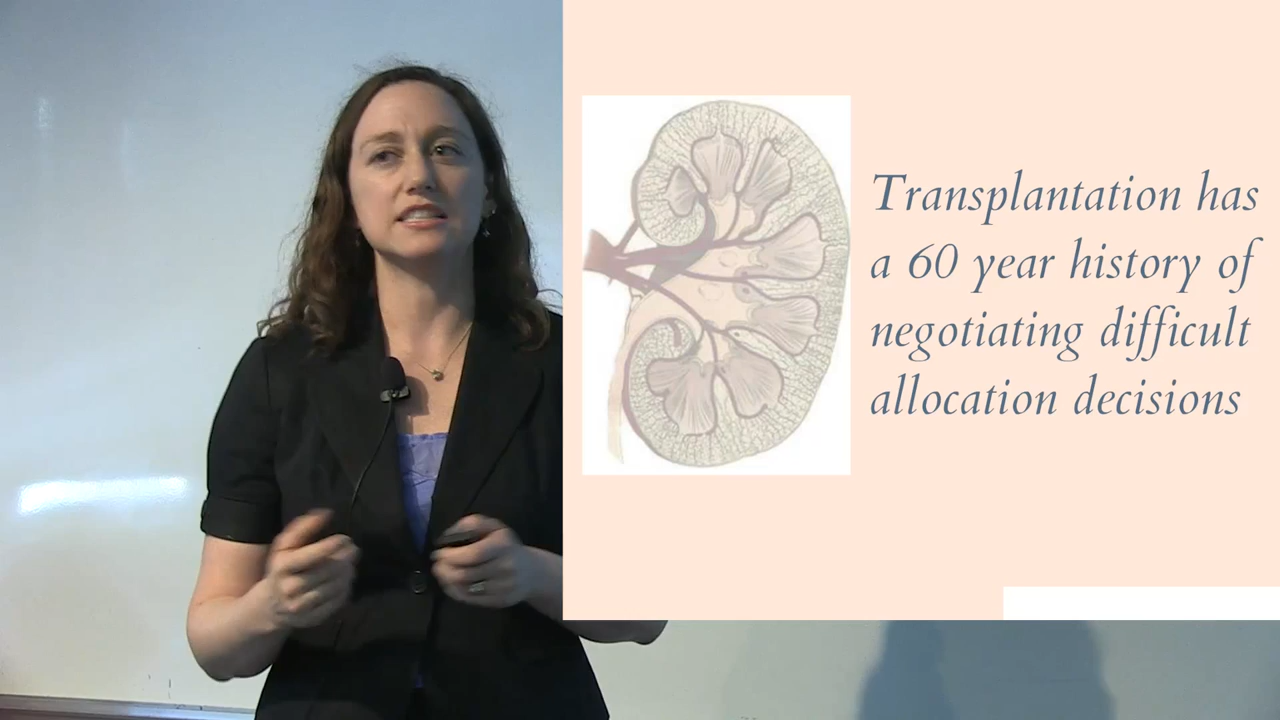 Transplantation has
a 60 year history of
negotiating difficult
allocation decisions